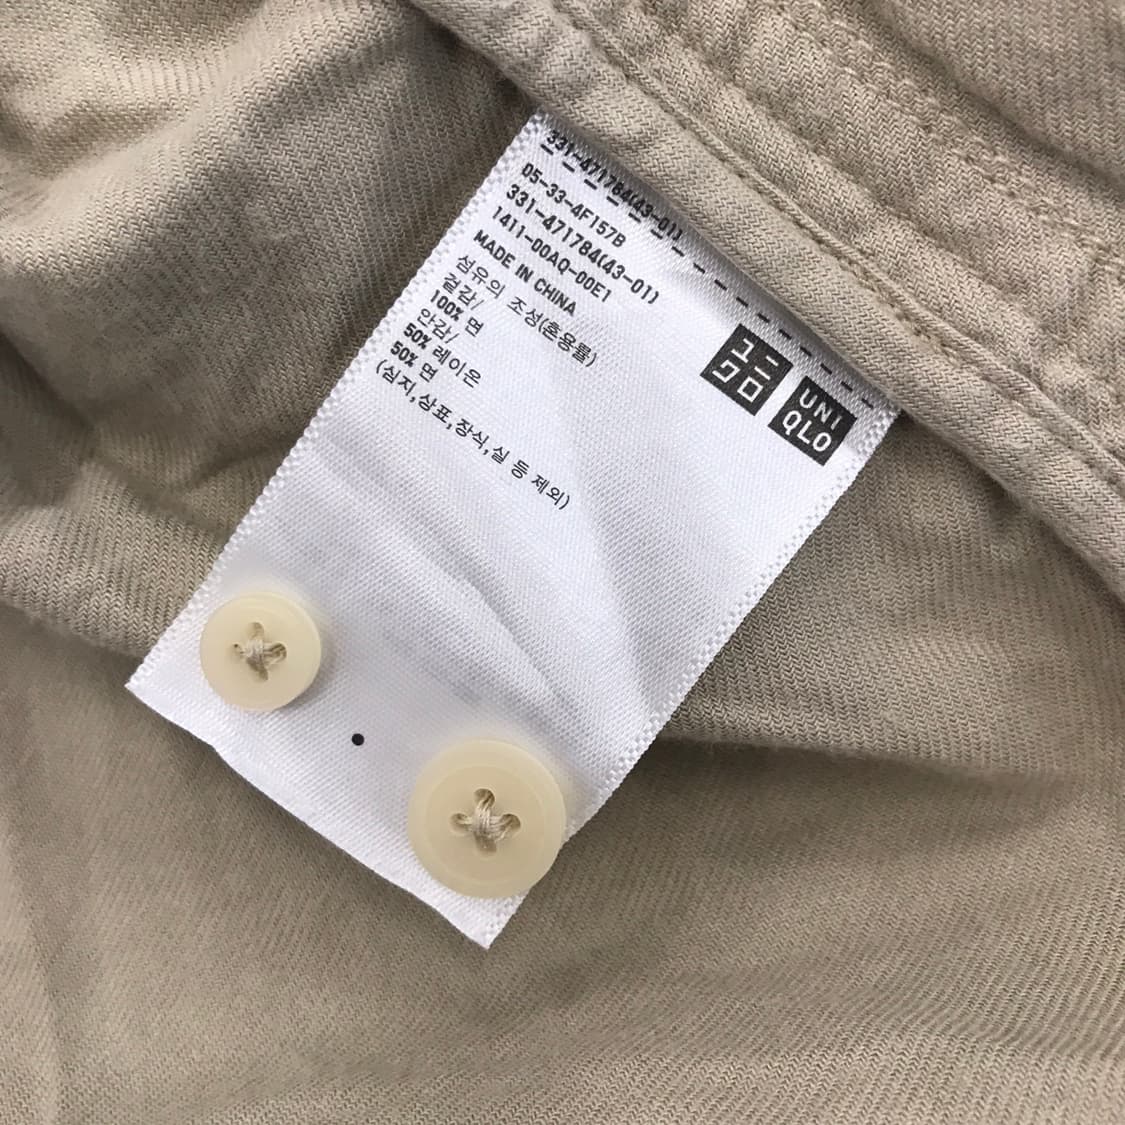 331-471784(43-01)
05-33-4F157B
331-471784(43-01)
1411-00AQ-00E1
MADE IN CHINA
섬유의 조성(혼용률)
겉감/
100% 면
안감/
50% 레이온
50% 면
(심지,상표,장식,실 등 제외)
ユニ
クロ
UNI
QLO